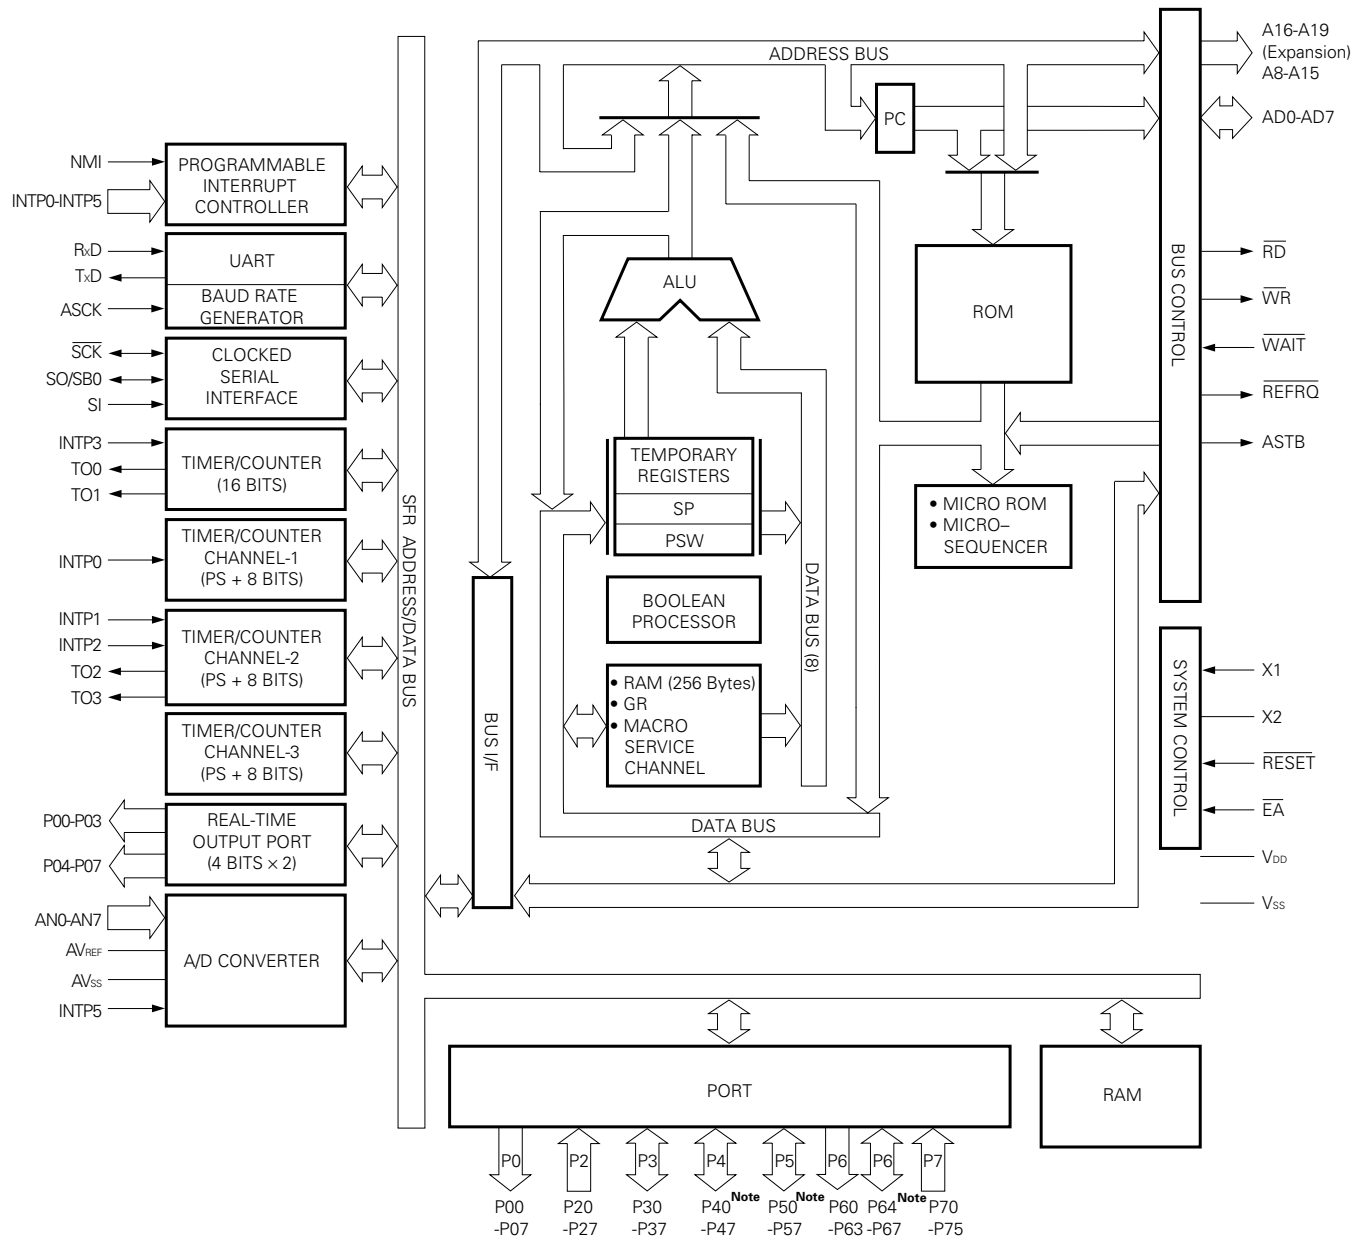 NMI
INTP0-INTP5
PROGRAMMABLE
INTERRUPT
CONTROLLER
RxD
TxD
ASCK
UART
BAUD RATE
GENERATOR
SCK
SO/SB0
SI
CLOCKED
SERIAL
INTERFACE
INTP3
TO0
TO1
TIMER/COUNTER
(16 BITS)
INTP0
TIMER/COUNTER
CHANNEL-1
(PS + 8 BITS)
INTP1
INTP2
TO2
TO3
TIMER/COUNTER
CHANNEL-2
(PS + 8 BITS)
TIMER/COUNTER
CHANNEL-3
(PS + 8 BITS)
P00-P03
P04-P07
REAL-TIME
OUTPUT PORT
(4 BITS × 2)
AN0-AN7
AVREF
AVSS
INTP5
A/D CONVERTER
SFR ADDRESS/DATA BUS
BUS I/F
ADDRESS BUS
PC
ALU
ROM
TEMPORARY
REGISTERS
SP
PSW
BOOLEAN
PROCESSOR
• RAM (256 Bytes)
• GR
• MACRO
SERVICE
CHANNEL
DATA BUS (8)
DATA BUS
• MICRO ROM
• MICRO–
SEQUENCER
BUS CONTROL
A16-A19
(Expansion)
A8-A15
AD0-AD7
RD
WR
WAIT
REFRQ
ASTB
SYSTEM CONTROL
X1
X2
RESET
EA
VDD
VSS
PORT
RAM
P0 P2 P3 P4 P5 P6 P6 P7
P00 P20 P30 P40 Note P50 Note P60 P64 Note P70
-P07 -P27 -P37 -P47 -P57 -P63 -P67 -P75